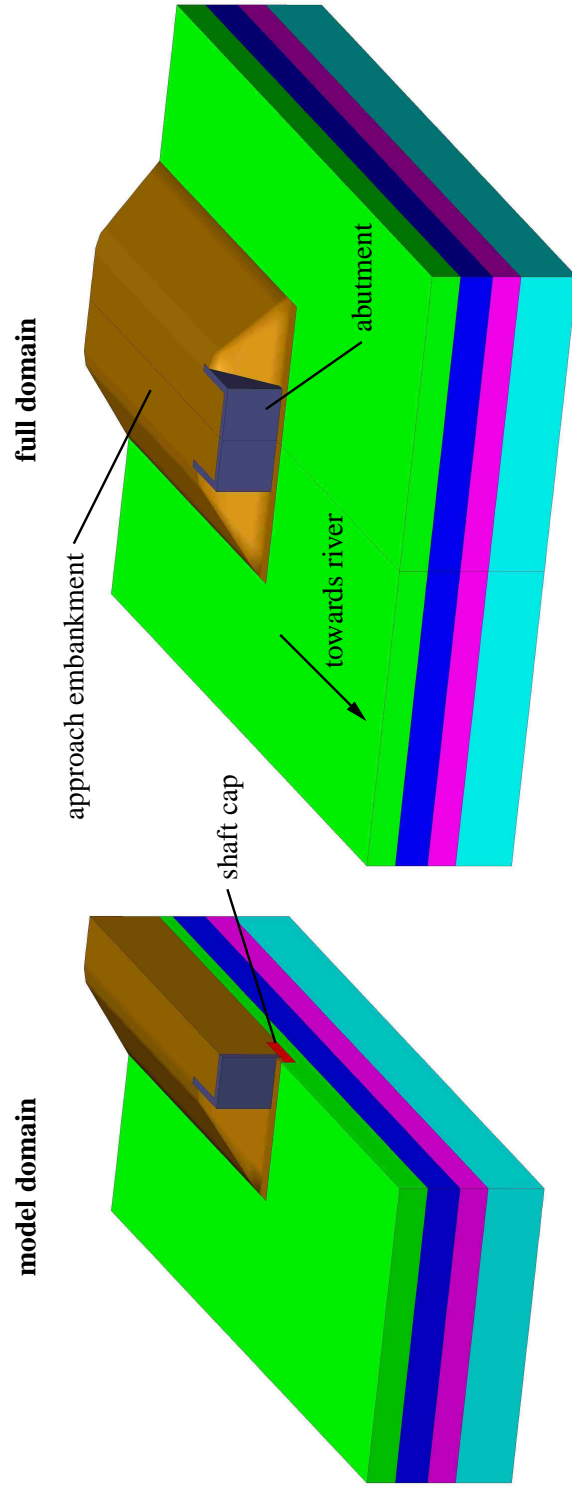 model domain
full domain
approach embankment
shaft cap
towards river
abutment